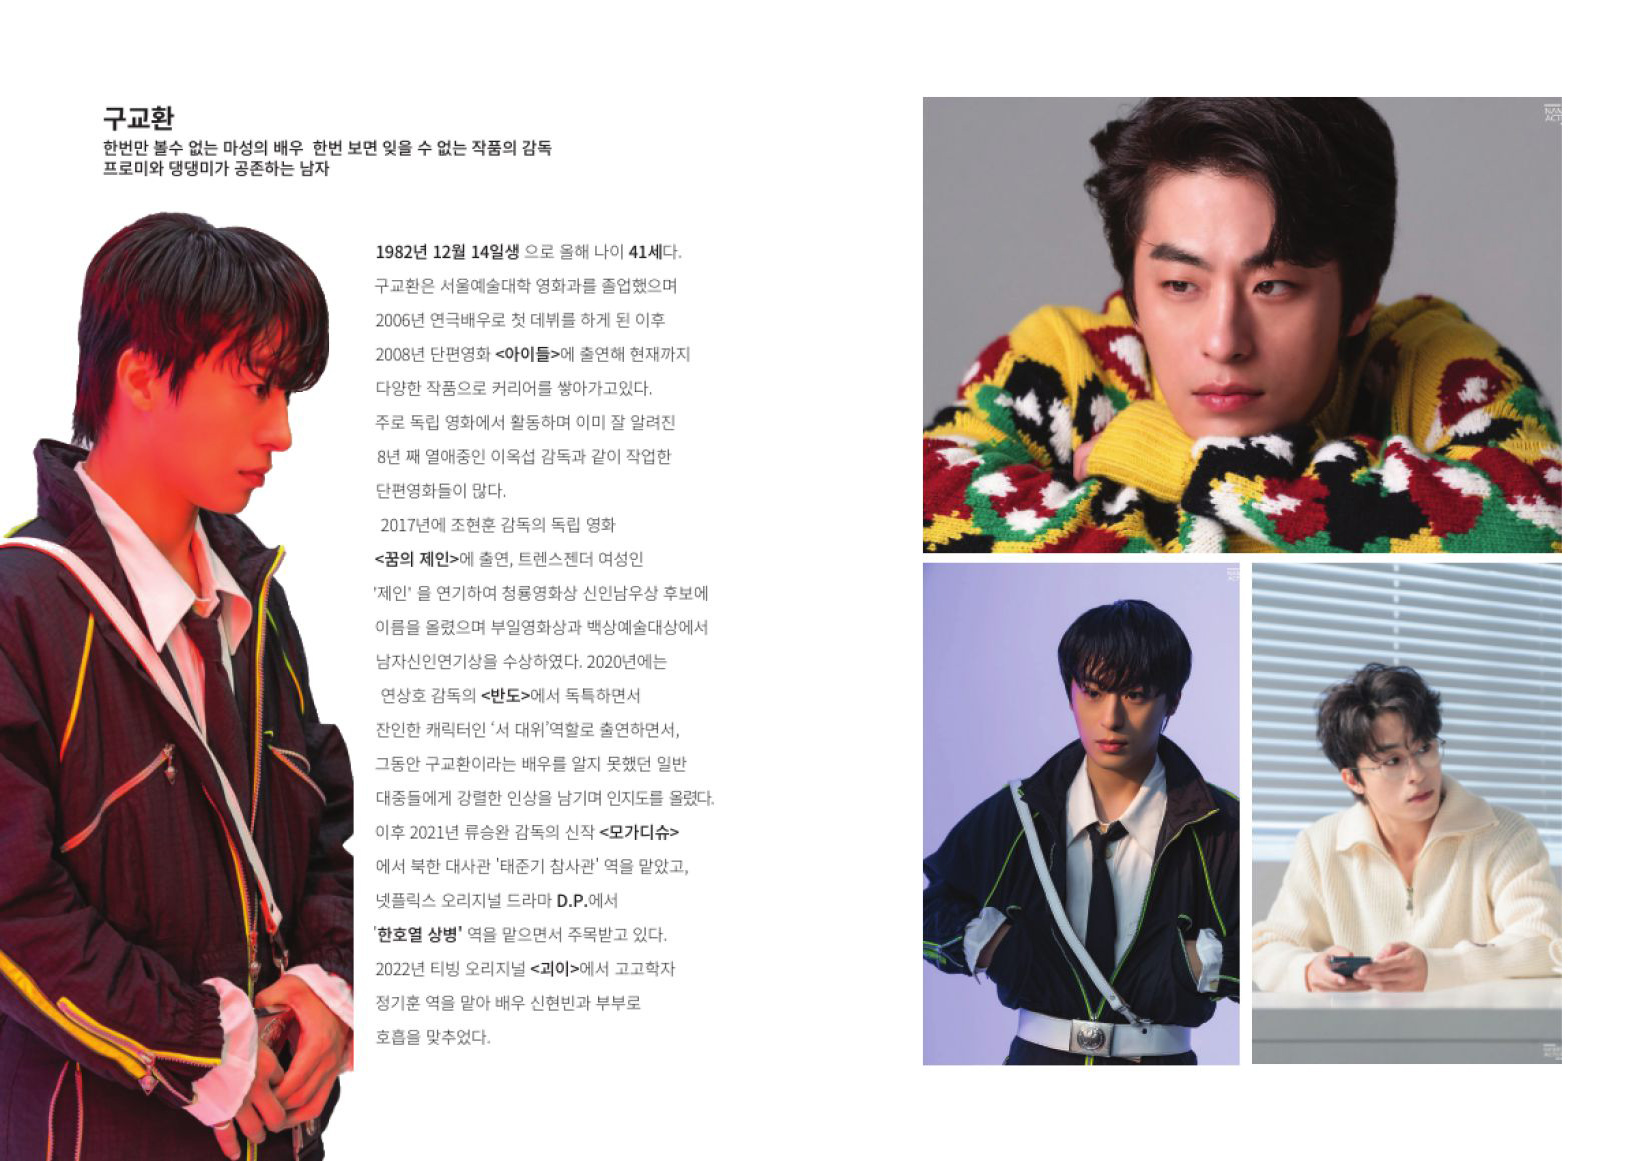 구교환
한번만 볼수 없는 마성의 배우  한번 보면 잊을 수 없는 작품의 감독
프로미와 댕댕미가 공존하는 남자
1982년 12월 14일생 으로 올해 나이 41세다.
구교환은 서울예술대학 영화과를 졸업했으며
2006년 연극배우로 첫 데뷔를 하게 된 이후
2008년 단편영화 <아이들>에 출연해 현재까지
다양한 작품으로 커리어를 쌓아가고있다.
주로 독립 영화에서 활동하며 이미 잘 알려진
8년 째 열애중인 이옥섭 감독과 같이 작업한
단편영화들이 많다.
2017년에 조현훈 감독의 독립 영화
<꿈의 제인>에 출연, 트렌스젠더 여성인
'제인' 을 연기하여 청룡영화상 신인남우상 후보에
이름을 올렸으며 부일영화상과 백상예술대상에서
남자신인연기상을 수상하였다. 2020년에는
연상호 감독의 <반도>에서 독특하면서
잔인한 캐릭터인 ‘서 대위’역할로 출연하면서,
그동안 구교환이라는 배우를 알지 못했던 일반
대중들에게 강렬한 인상을 남기며 인지도를 올렸다.
이후 2021년 류승완 감독의 신작 <모가디슈>
에서 북한 대사관 '태준기 참사관' 역을 맡았고,
넷플릭스 오리지널 드라마 D.P.에서
'한호열 상병' 역을 맡으면서 주목받고 있다.
2022년 티빙 오리지널 <괴이>에서 고고학자
정기훈 역을 맡아 배우 신현빈과 부부로
호흡을 맞추었다.